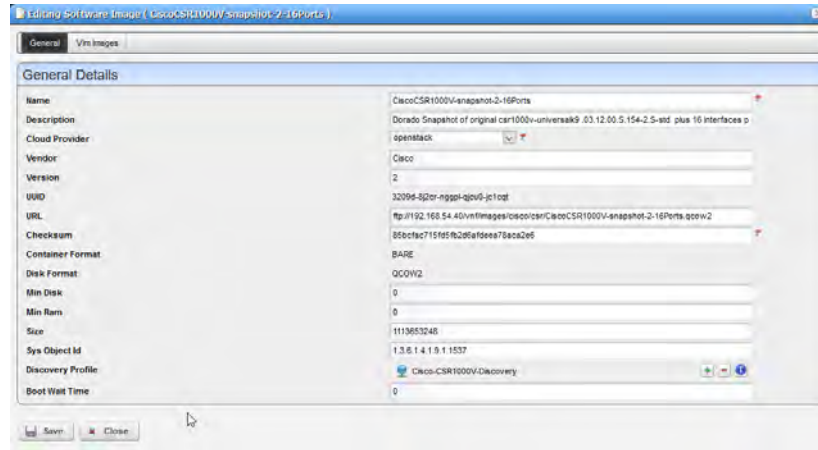 Editing Software Image ( CiscoCSR1000V-snapshot-2-16Ports )
General Vim Images
General Details
Name CiscoCSR1000V-snapshot-2-16Ports
Description Dorado Snapshot of original csr1000v-universalk9 .03.12.00.S.154-2.S-std plus 16 interfaces p
Cloud Provider openstack
Vendor Cisco
Version 2
UUID
URL ftp://192.168.54.40/vnf/images/cisco/csr/CiscoCSR1000V-snapshot-2-16Ports.qcow2
Checksum
Container Format BARE
Disk Format QCOW2
Min Disk 0
Min Ram 0
Size 1113653248
Sys Object Id 1.3.6.1.4.1.9.1.1537
Discovery Profile Cisco-CSR1000V-Discovery
Boot Wait Time 0
Save Close